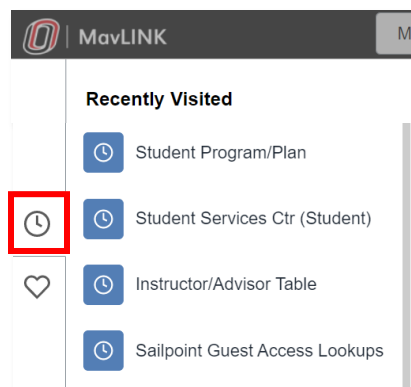 MavLINK
M
Recently Visited
Student Program/Plan
Student Services Ctr (Student)
Instructor/Advisor Table
Sailpoint Guest Access Lookups